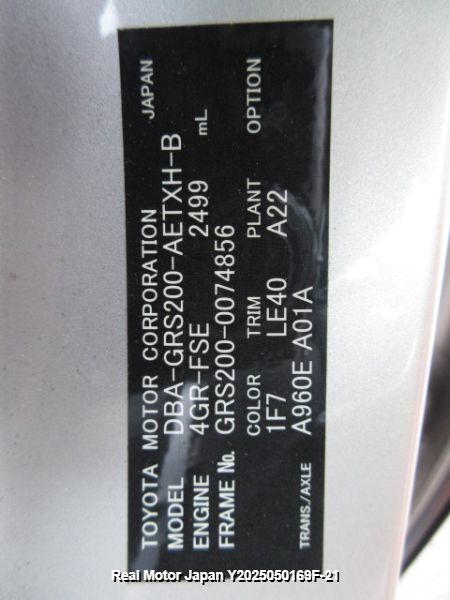 TOYOTA MOTOR CORPORATION JAPAN
MODEL DBA-GRS200-AETXH-B
ENGINE 4GR-FSE 2499 mL
FRAME No. GRS200-0074856
COLOR TRIM PLANT OPTION
1F7 LE40 A22
TRANS./AXLE A960E A01A
Real Motor Japan Y2025050169F-21